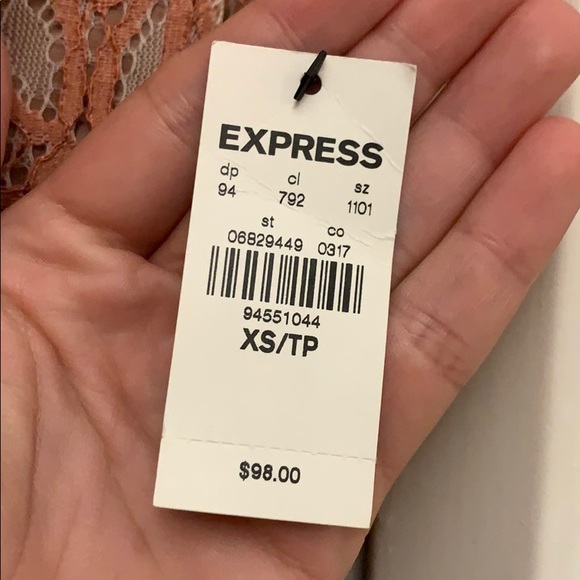 EXPRESS
dp cl sz
94 792 1101
st co
06829449 0317
94551044
XS/TP
$98.00